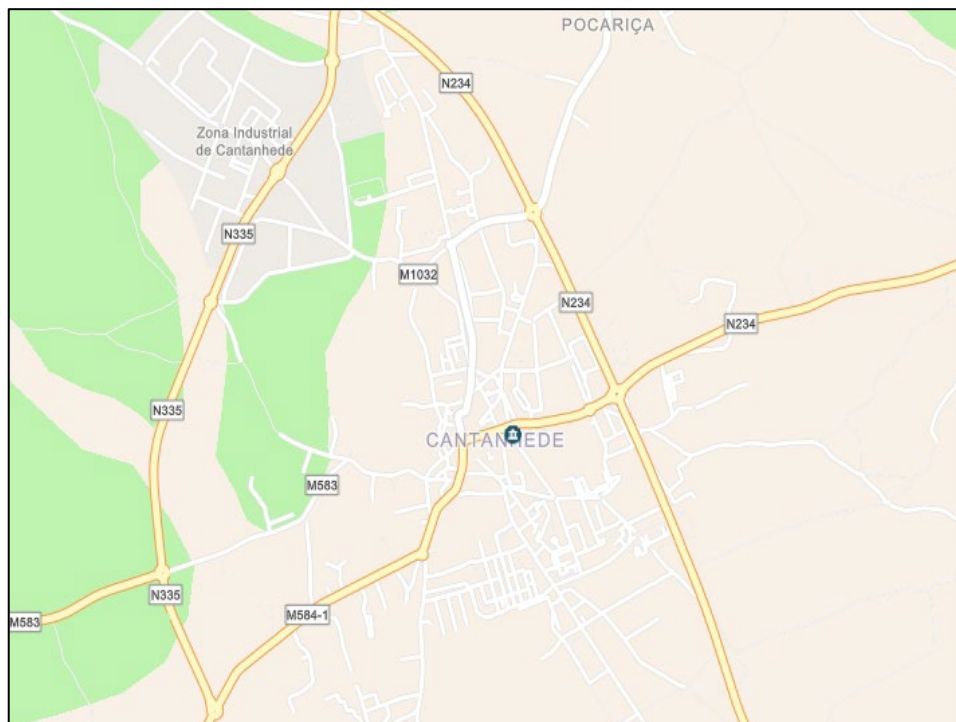 POCARIÇA
N234
Zona Industrial
de Cantanhede
N335
M1032
N234
N234
N335
CANTANHEDE
M583
N335
M584-1
M583